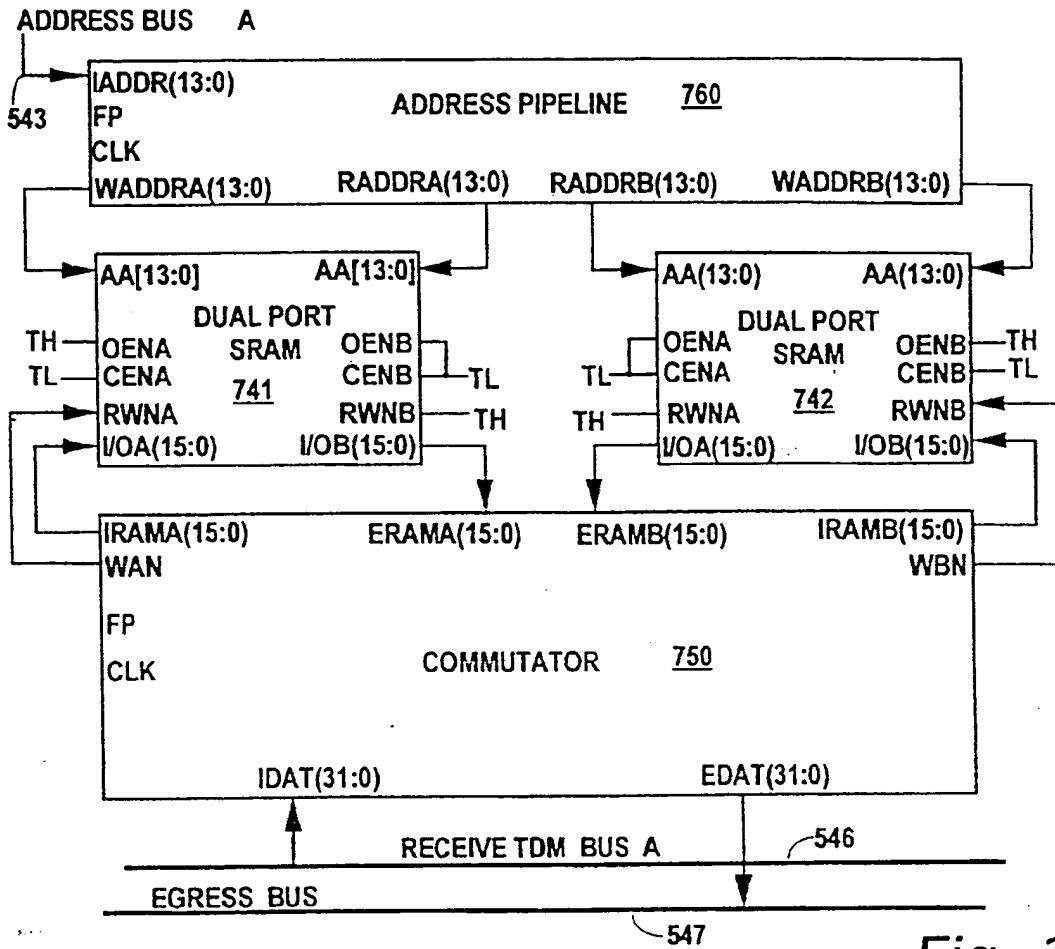 ADDRESS BUS A
543
IADDR(13:0)
FP
CLK
ADDRESS PIPELINE 760
WADDRA(13:0) RADDRA(13:0) RADDRB(13:0) WADDRB(13:0)
AA[13:0] AA[13:0]
DUAL PORT
SRAM
741
TH OENA OENB
TL CENA CENB TL
RWNA RWNB TH
I/OA(15:0) I/OB(15:0)
AA(13:0) AA(13:0)
DUAL PORT
SRAM
742
OENA OENB TH
TL CENA CENB TL
TH RWNA RWNB
I/OA(15:0) I/OB(15:0)
IRAMA(15:0) ERAMA(15:0) ERAMB(15:0) IRAMB(15:0)
WAN WBN
FP
CLK
COMMUTATOR 750
IDAT(31:0) EDAT(31:0)
RECEIVE TDM BUS A 546
EGRESS BUS
547